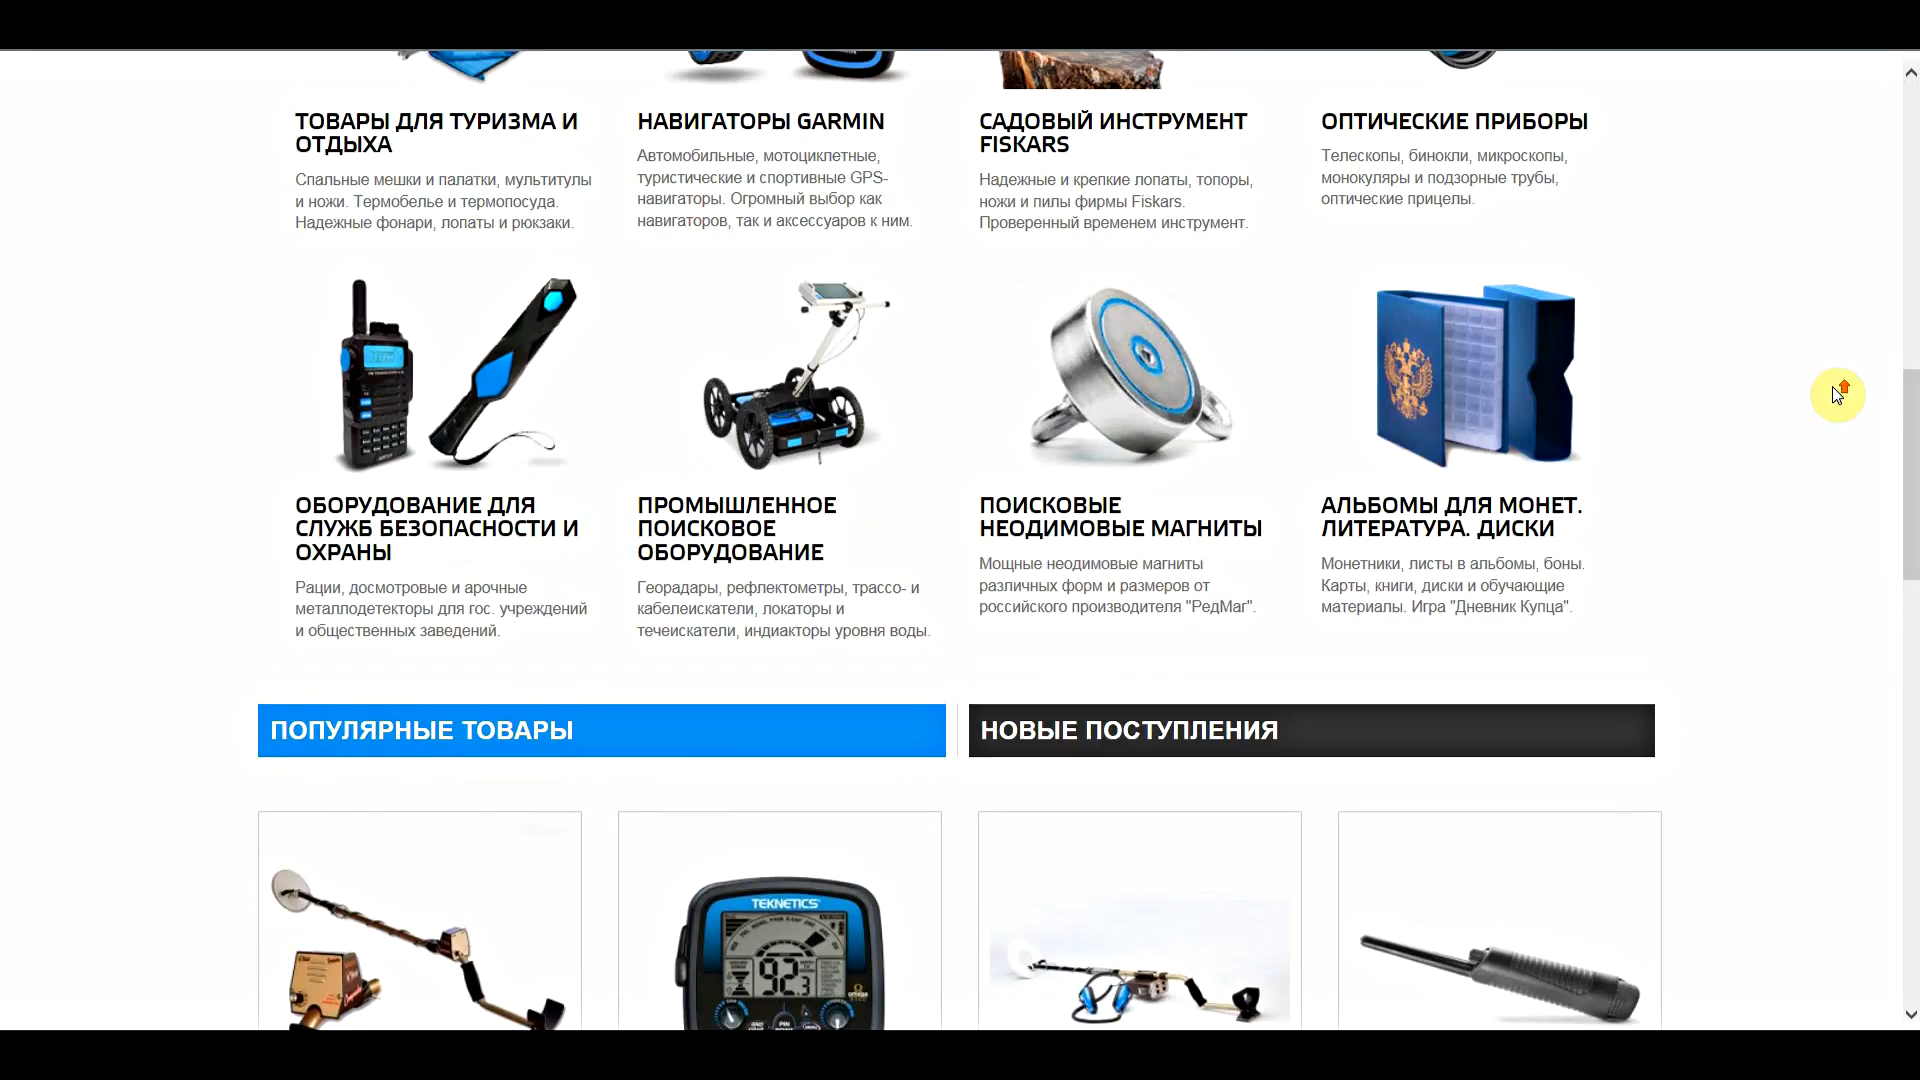 ТОВАРЫ ДЛЯ ТУРИЗМА И
ОТДЫХА
Спальные мешки и палатки, мультитулы
и ножи. Термобелье и термопосуда.
Надежные фонари, лопаты и рюкзаки.
НАВИГАТОРЫ GARMIN
Автомобильные, мотоциклетные,
туристические и спортивные GPS-
навигаторы. Огромный выбор как
навигаторов, так и аксессуаров к ним.
САДОВЫЙ ИНСТРУМЕНТ
FISKARS
Надежные и крепкие лопаты, топоры,
ножи и пилы фирмы Fiskars.
Проверенный временем инструмент.
ОПТИЧЕСКИЕ ПРИБОРЫ
Телескопы, бинокли, микроскопы,
монокуляры и подзорные трубы,
оптические прицелы.
ОБОРУДОВАНИЕ ДЛЯ
СЛУЖБ БЕЗОПАСНОСТИ И
ОХРАНЫ
Рации, досмотровые и арочные
металлодетекторы для гос. учреждений
и общественных заведений.
ПРОМЫШЛЕННОЕ
ПОИСКОВОЕ
ОБОРУДОВАНИЕ
Георадары, рефлектометры, трассо- и
кабелеискатели, локаторы и
течеискатели, индиакторы уровня воды.
ПОИСКОВЫЕ
НЕОДИМОВЫЕ МАГНИТЫ
Мощные неодимовые магниты
различных форм и размеров от
российского производителя "РедМаг".
АЛЬБОМЫ ДЛЯ МОНЕТ.
ЛИТЕРАТУРА. ДИСКИ
Монетники, листы в альбомы, боны.
Карты, книги, диски и обучающие
материалы. Игра "Дневник Купца".
ПОПУЛЯРНЫЕ ТОВАРЫ
НОВЫЕ ПОСТУПЛЕНИЯ
TEKNETICS
92.3
omega
PIN